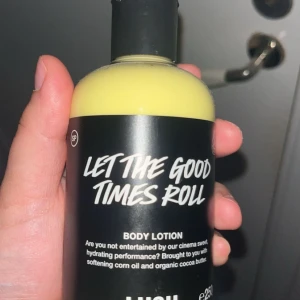 LET THE GOOD
TIMES ROLL
BODY LOTION
Are you not entertained by our cinema sweet,
hydrating performance? Brought to you with
softening corn oil and organic cocoa butter.
LUSH